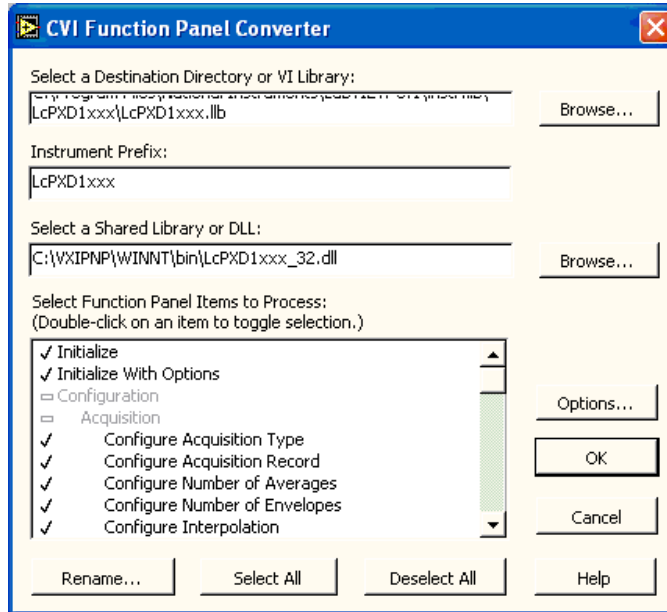 CVI Function Panel Converter
Select a Destination Directory or VI Library:
LcPXD1xxx\LcPXD1xxx.llb
Browse...
Instrument Prefix:
LcPXD1xxx
Select a Shared Library or DLL:
C:\VXIPNP\WINNT\bin\LcPXD1xxx_32.dll
Browse...
Select Function Panel Items to Process:
(Double-click on an item to toggle selection.)
Initialize
Initialize With Options
Configuration
Acquisition
Configure Acquisition Type
Configure Acquisition Record
Configure Number of Averages
Configure Number of Envelopes
Configure Interpolation
Options...
OK
Cancel
Rename...
Select All
Deselect All
Help